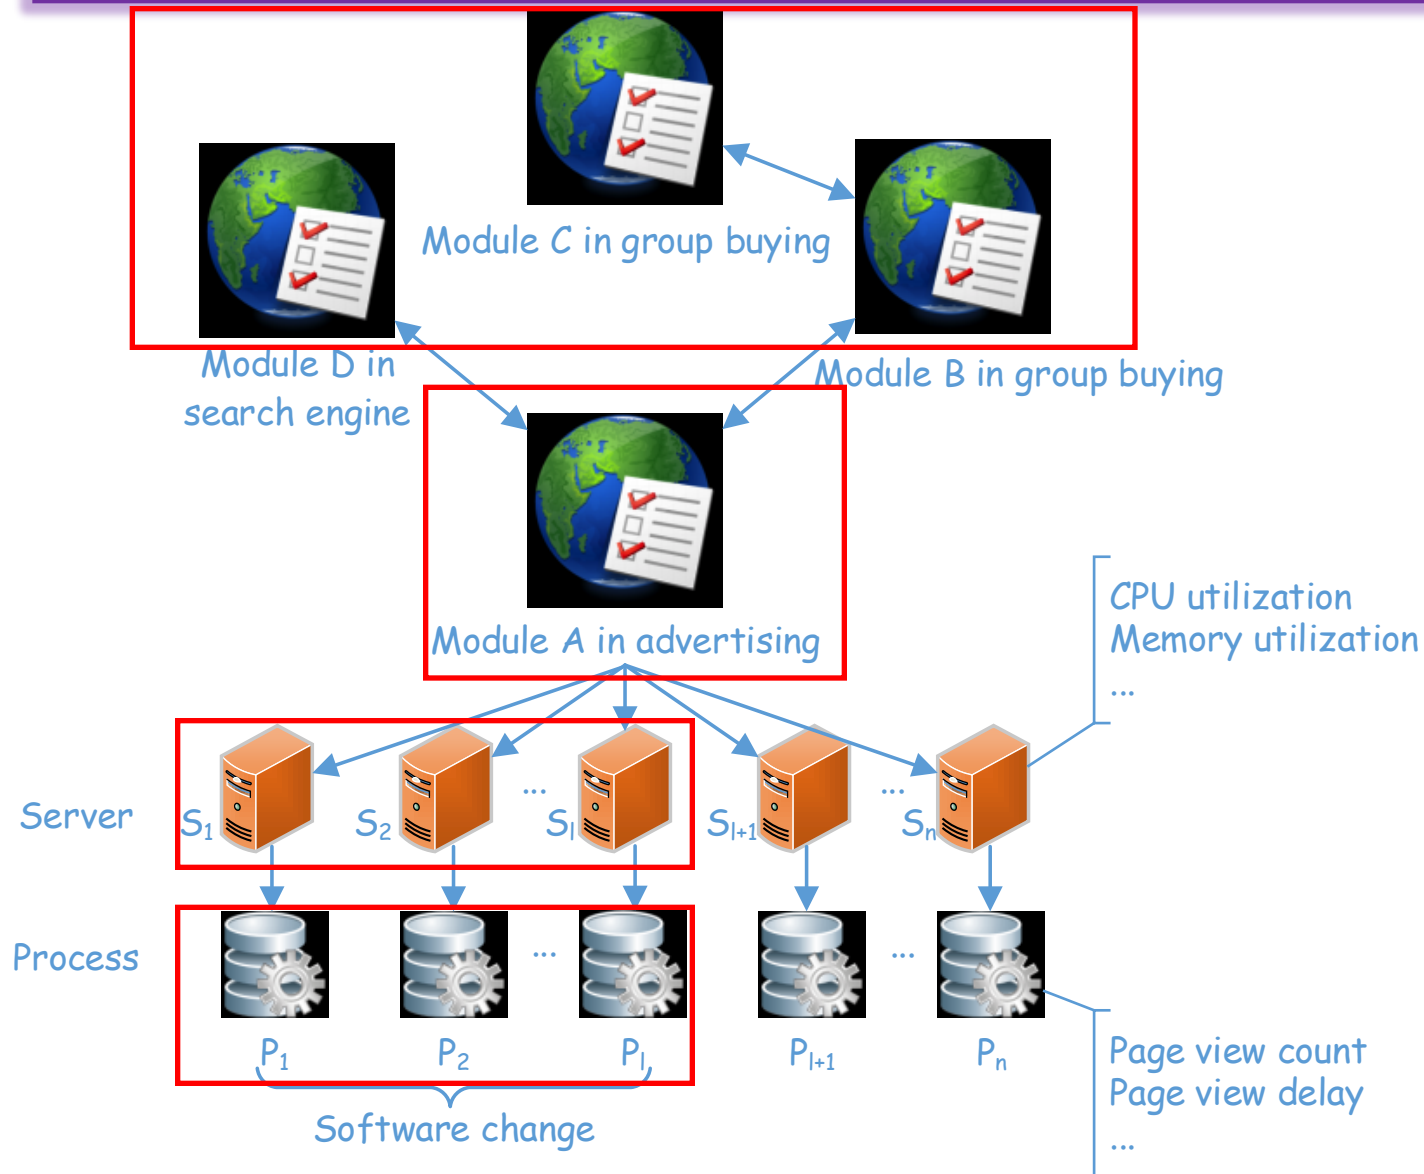 Module C in group buying
Module D in
search engine
Module B in group buying
Module A in advertising
CPU utilization
Memory utilization
...
Server
S₁
S₂
...
Sₗ
Sₗ₊₁
...
Sₙ
Process
...
...
P₁
P₂
Pₗ
Pₗ₊₁
Pₙ
Page view count
Page view delay
...
Software change